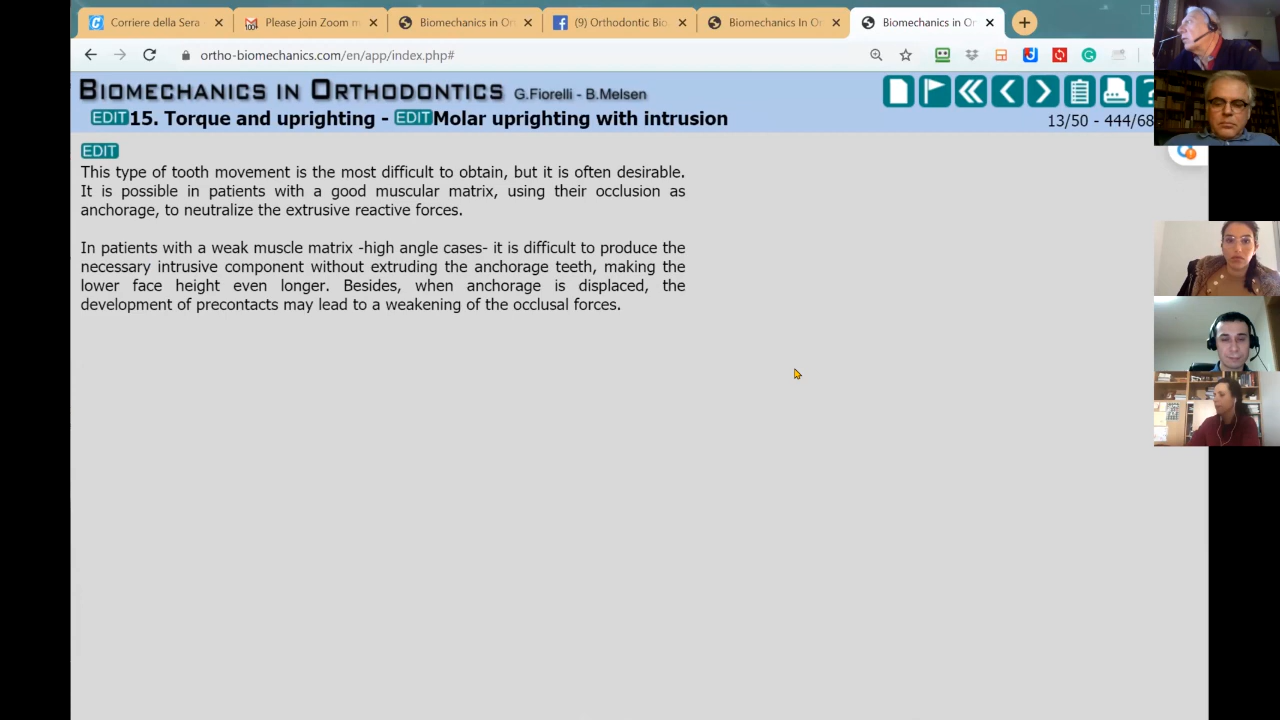 Corriere della Sera
Please join Zoom m
Biomechanics in Or
(9) Orthodontic Bio
Biomechanics In Or
Biomechanics in Or
ortho-biomechanics.com/en/app/index.php#
BIOMECHANICS IN ORTHODONTICS G.Fiorelli - B.Melsen
EDIT 15. Torque and uprighting - EDIT Molar uprighting with intrusion
13/50 - 444/68
EDIT
This type of tooth movement is the most difficult to obtain, but it is often desirable.
It is possible in patients with a good muscular matrix, using their occlusion as
anchorage, to neutralize the extrusive reactive forces.
In patients with a weak muscle matrix -high angle cases- it is difficult to produce the
necessary intrusive component without extruding the anchorage teeth, making the
lower face height even longer. Besides, when anchorage is displaced, the
development of precontacts may lead to a weakening of the occlusal forces.